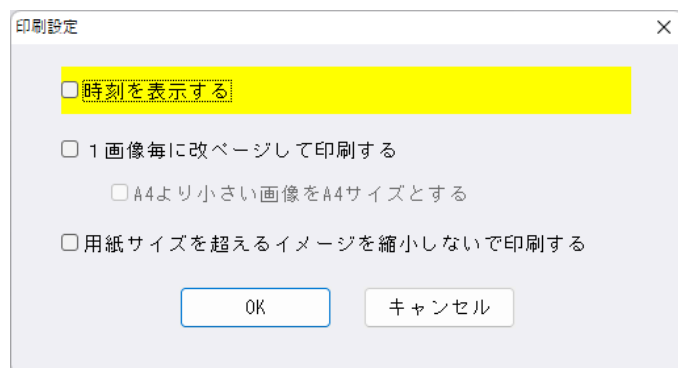 印刷設定
時刻を表示する
1画像毎に改ページして印刷する
A4より小さい画像をA4サイズとする
用紙サイズを超えるイメージを縮小しないで印刷する
OK
キャンセル